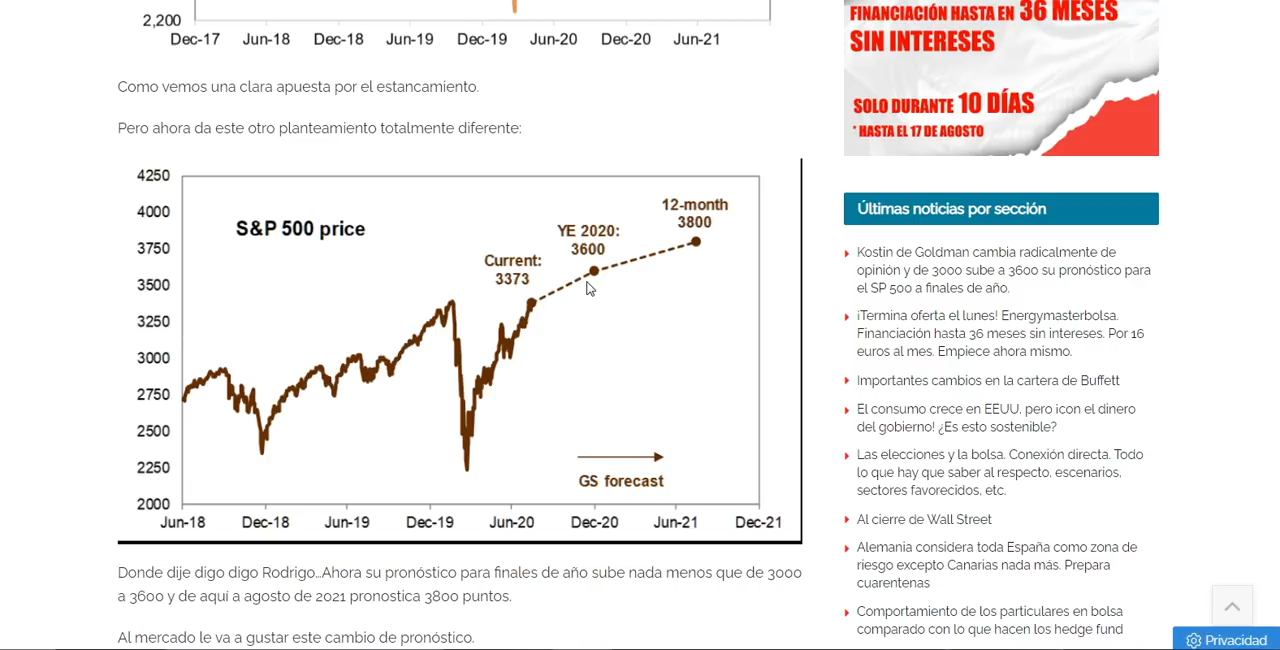 2,200
Dec-17 Jun-18 Dec-18 Jun-19 Dec-19 Jun-20 Dec-20 Jun-21
Como vemos una clara apuesta por el estancamiento.
Pero ahora da este otro planteamiento totalmente diferente:
4250
4000
3750
3500
3250
3000
2750
2500
2250
2000
S&P 500 price
Current:
3373
YE 2020:
3600
12-month
3800
GS forecast
Jun-18 Dec-18 Jun-19 Dec-19 Jun-20 Dec-20 Jun-21 Dec-21
Donde dije digo digo Rodrigo...Ahora su pronóstico para finales de año sube nada menos que de 3000
a 3600 y de aquí a agosto de 2021 pronostica 3800 puntos.
Al mercado le va a gustar este cambio de pronóstico.
FINANCIACIÓN HASTA EN 36 MESES
SIN INTERESES
SOLO DURANTE 10 DÍAS
* HASTA EL 17 DE AGOSTO
Últimas noticias por sección
Kostin de Goldman cambia radicalmente de
opinión y de 3000 sube a 3600 su pronóstico para
el SP 500 a finales de año.
¡Termina oferta el lunes! Energymasterbolsa.
Financiación hasta 36 meses sin intereses. Por 16
euros al mes. Empiece ahora mismo.
Importantes cambios en la cartera de Buffett
El consumo crece en EEUU, pero ¡con el dinero
del gobierno! ¿Es esto sostenible?
Las elecciones y la bolsa. Conexión directa. Todo
lo que hay que saber al respecto, escenarios,
sectores favorecidos, etc.
Al cierre de Wall Street
Alemania considera toda España como zona de
riesgo excepto Canarias nada más. Prepara
cuarentenas
Comportamiento de los particulares en bolsa
comparado con lo que hacen los hedge fund
Privacidad